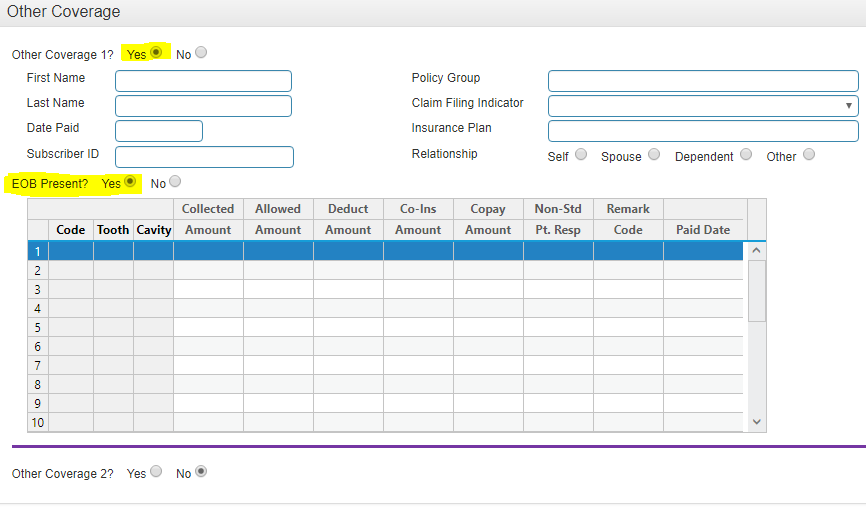 Other Coverage
Other Coverage 1? Yes No
First Name Policy Group
Last Name Claim Filing Indicator
Date Paid Insurance Plan
Subscriber ID Relationship Self Spouse Dependent Other
EOB Present? Yes No
Collected Allowed Deduct Co-Ins Copay Non-Std Remark
Code Tooth Cavity Amount Amount Amount Amount Amount Pt. Resp Code Paid Date
1
2
3
4
5
6
7
8
9
10
Other Coverage 2? Yes No